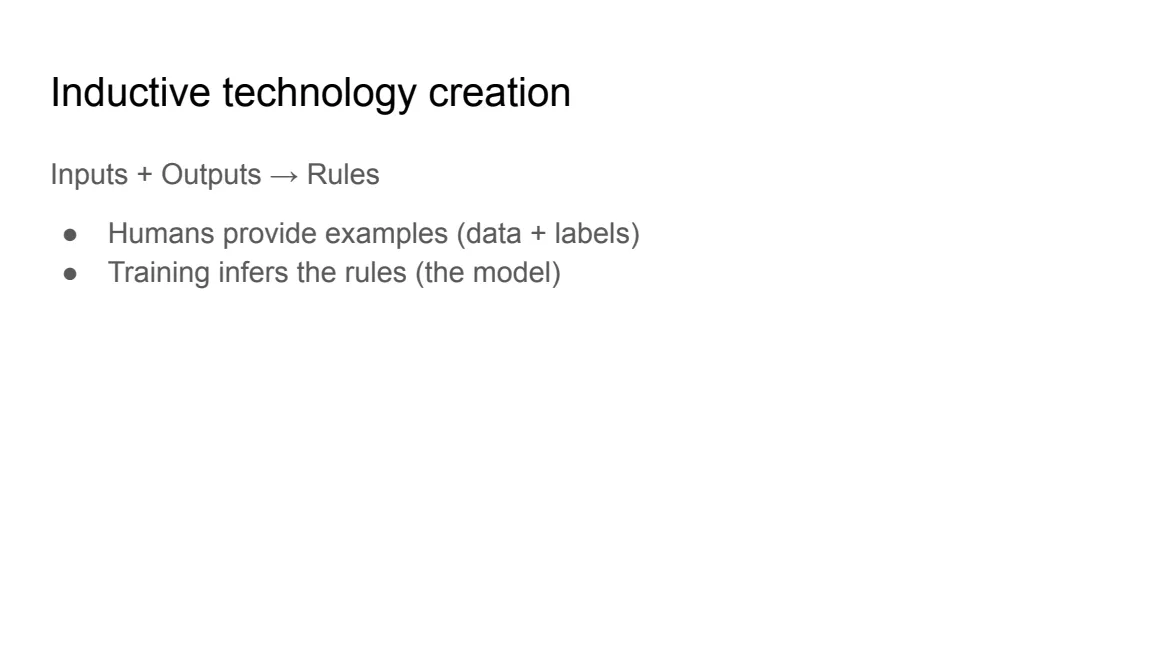 Inductive technology creation
Inputs + Outputs → Rules
● Humans provide examples (data + labels)
● Training infers the rules (the model)